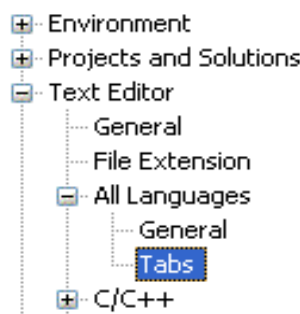 Environment
Projects and Solutions
Text Editor
General
File Extension
All Languages
General
Tabs
C/C++